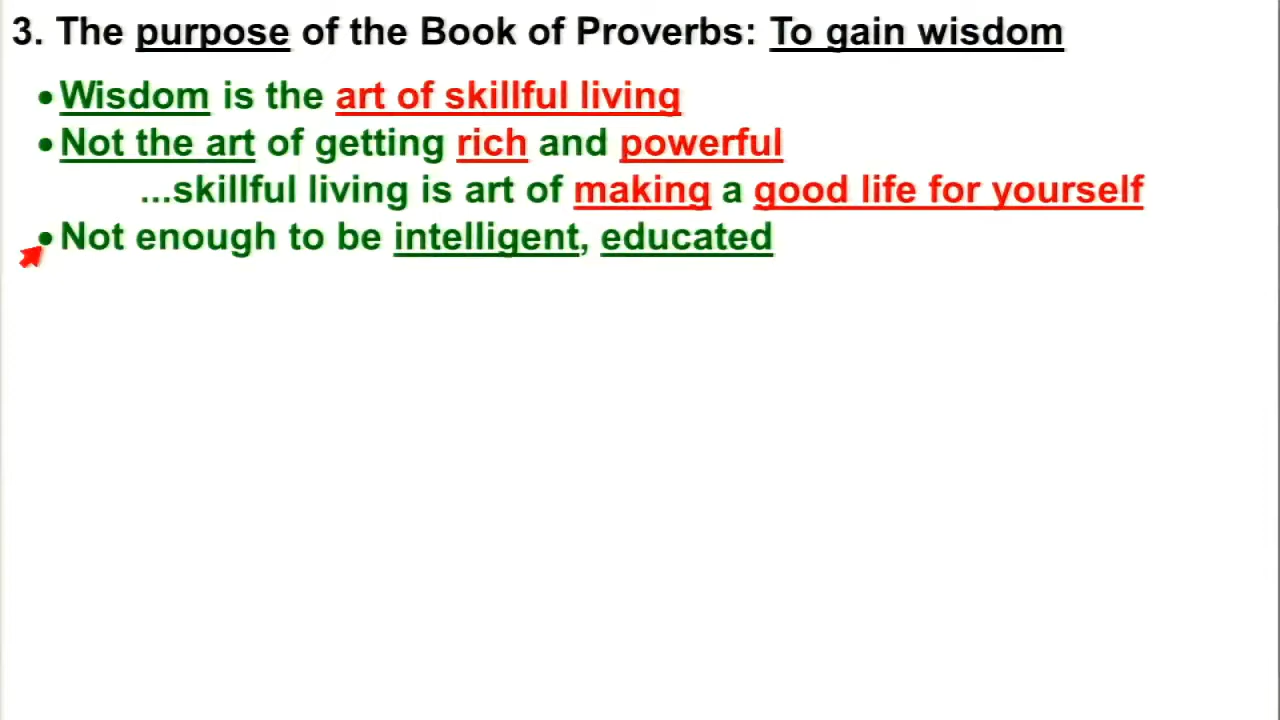 3. The purpose of the Book of Proverbs: To gain wisdom
•Wisdom is the art of skillful living
•Not the art of getting rich and powerful
...skillful living is art of making a good life for yourself
•Not enough to be intelligent, educated